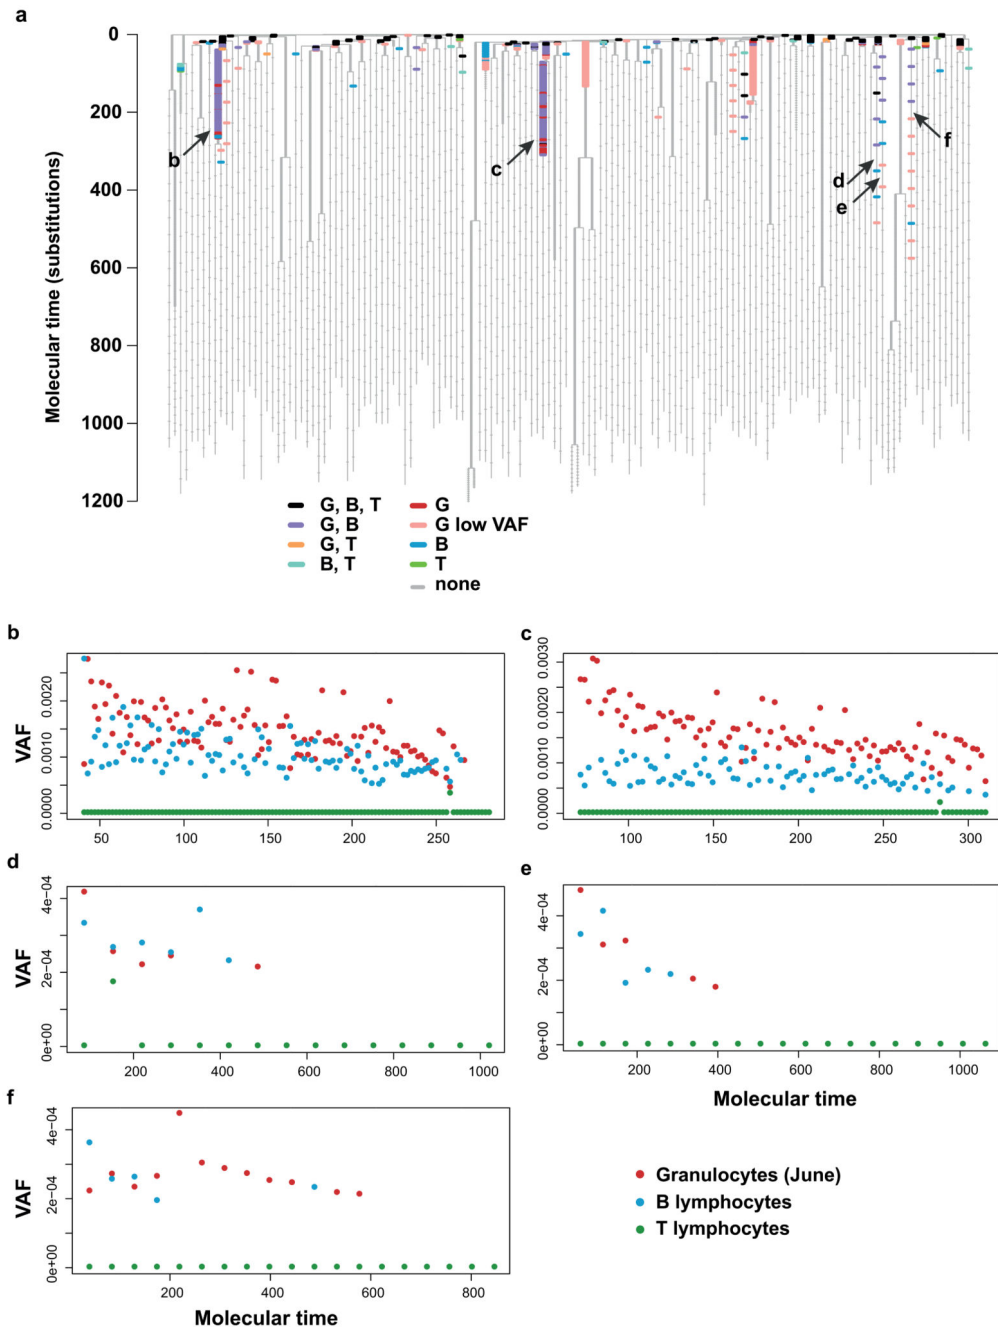 a
Molecular time (substitutions)
0
200
400
600
800
1000
1200
b
c
d
e
f
G, B, T
G, B
G, T
B, T
G
G low VAF
B
T
none
b
VAF
0.0020
0.0010
0.0000
50
100
150
200
250
c
0.0030
0.0020
0.0010
0.0000
100
150
200
250
300
d
VAF
4e−04
2e−04
0e+00
200
400
600
800
1000
e
4e−04
2e−04
0e+00
200
400
600
800
1000
Molecular time
f
VAF
4e−04
2e−04
0e+00
200
400
600
800
Molecular time
Granulocytes (June)
B lymphocytes
T lymphocytes